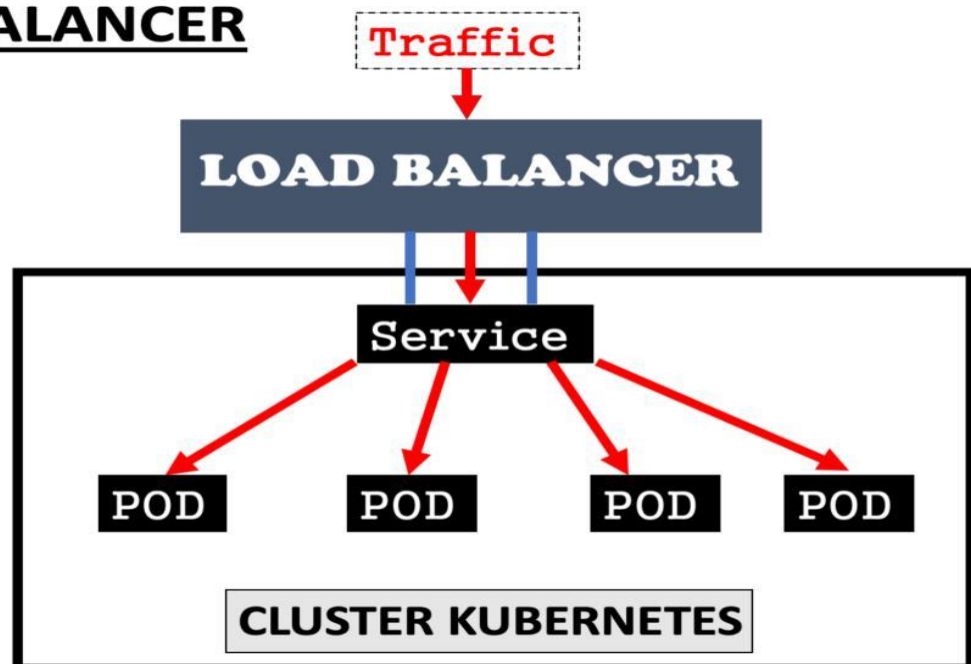 ALANCER
Traffic
LOAD BALANCER
Service
POD POD POD POD
CLUSTER KUBERNETES